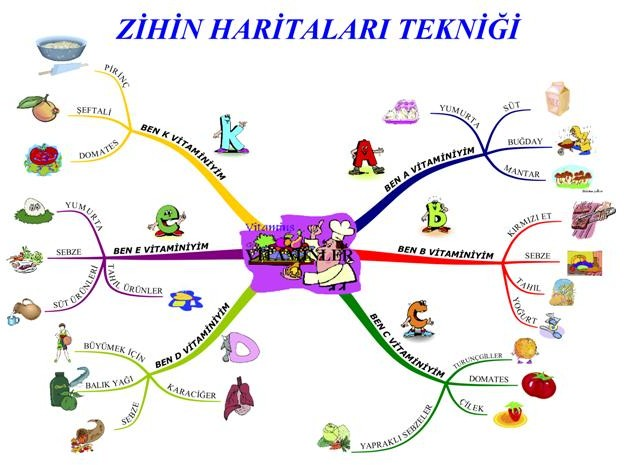 ZİHİN HARİTALARI TEKNİĞİ
Vitamins
VİTAMİNLER
BEN K VİTAMİNİYİM
PİRİNÇ
ŞEFTALİ
DOMATES
K
BEN A VİTAMİNİYİM
YUMURTA
SÜT
BUĞDAY
MANTAR
A
BEN B VİTAMİNİYİM
KIRMIZI ET
SEBZE
TAHIL
YOĞURT
B
BEN C VİTAMİNİYİM
TURUNÇGİLLER
DOMATES
ÇİLEK
YAPRAKLI SEBZELER
C
BEN D VİTAMİNİYİM
BÜYÜMEK İÇİN
BALIK YAĞI
SEBZE
KARACİĞER
D
BEN E VİTAMİNİYİM
YUMURTA
SEBZE
SÜT ÜRÜNLERİ
TAHIL ÜRÜNLER
e